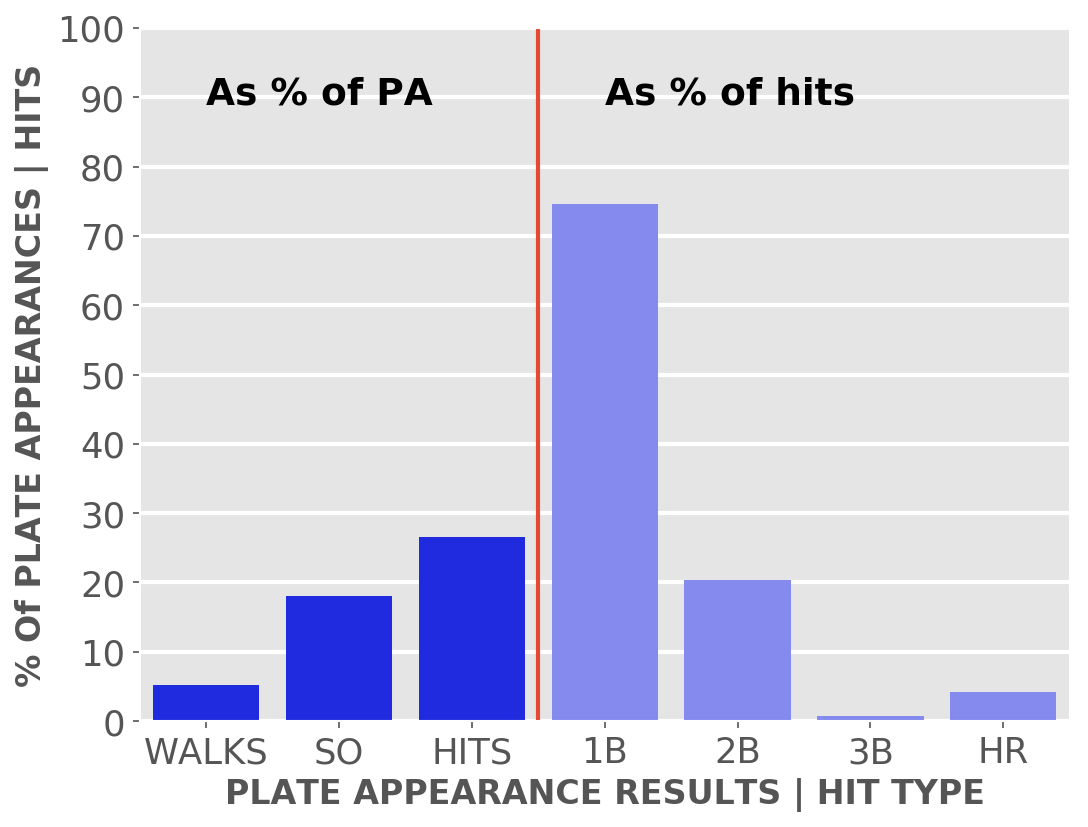 % Of PLATE APPEARANCES | HITS
100
90
80
70
60
50
40
30
20
10
0
As % of PA
As % of hits
WALKS SO HITS 1B 2B 3B HR
PLATE APPEARANCE RESULTS | HIT TYPE